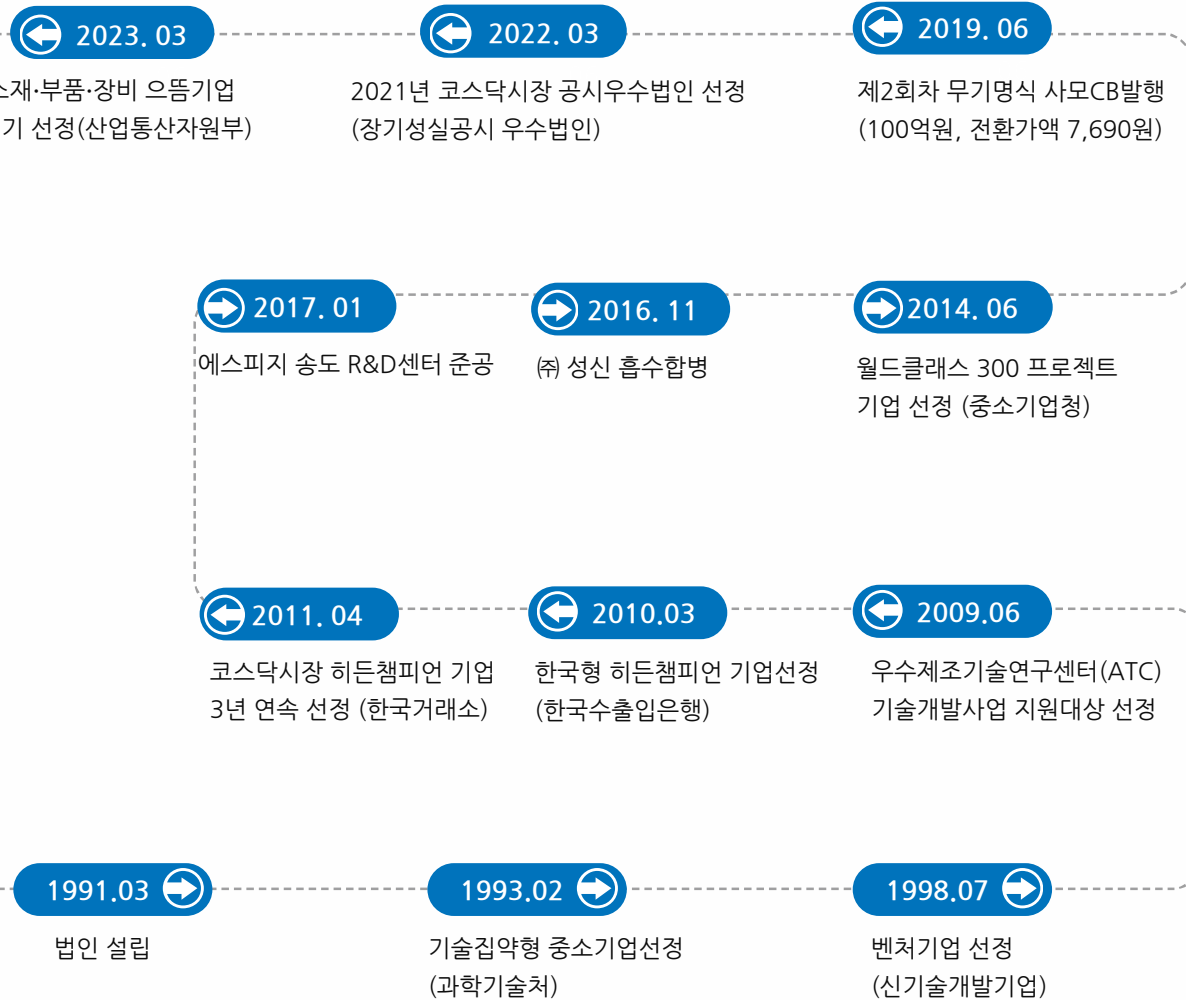 2023. 03
2022. 03
2019. 06
소재·부품·장비 으뜸기업
기 선정(산업통산자원부)
2021년 코스닥시장 공시우수법인 선정
(장기성실공시 우수법인)
제2회차 무기명식 사모CB발행
(100억원, 전환가액 7,690원)
2017. 01
2016. 11
2014. 06
에스피지 송도 R&D센터 준공
㈜ 성신 흡수합병
월드클래스 300 프로젝트
기업 선정 (중소기업청)
2011. 04
2010.03
2009.06
코스닥시장 히든챔피언 기업
3년 연속 선정 (한국거래소)
한국형 히든챔피언 기업선정
(한국수출입은행)
우수제조기술연구센터(ATC)
기술개발사업 지원대상 선정
1991.03
1993.02
1998.07
법인 설립
기술집약형 중소기업선정
(과학기술처)
벤처기업 선정
(신기술개발기업)